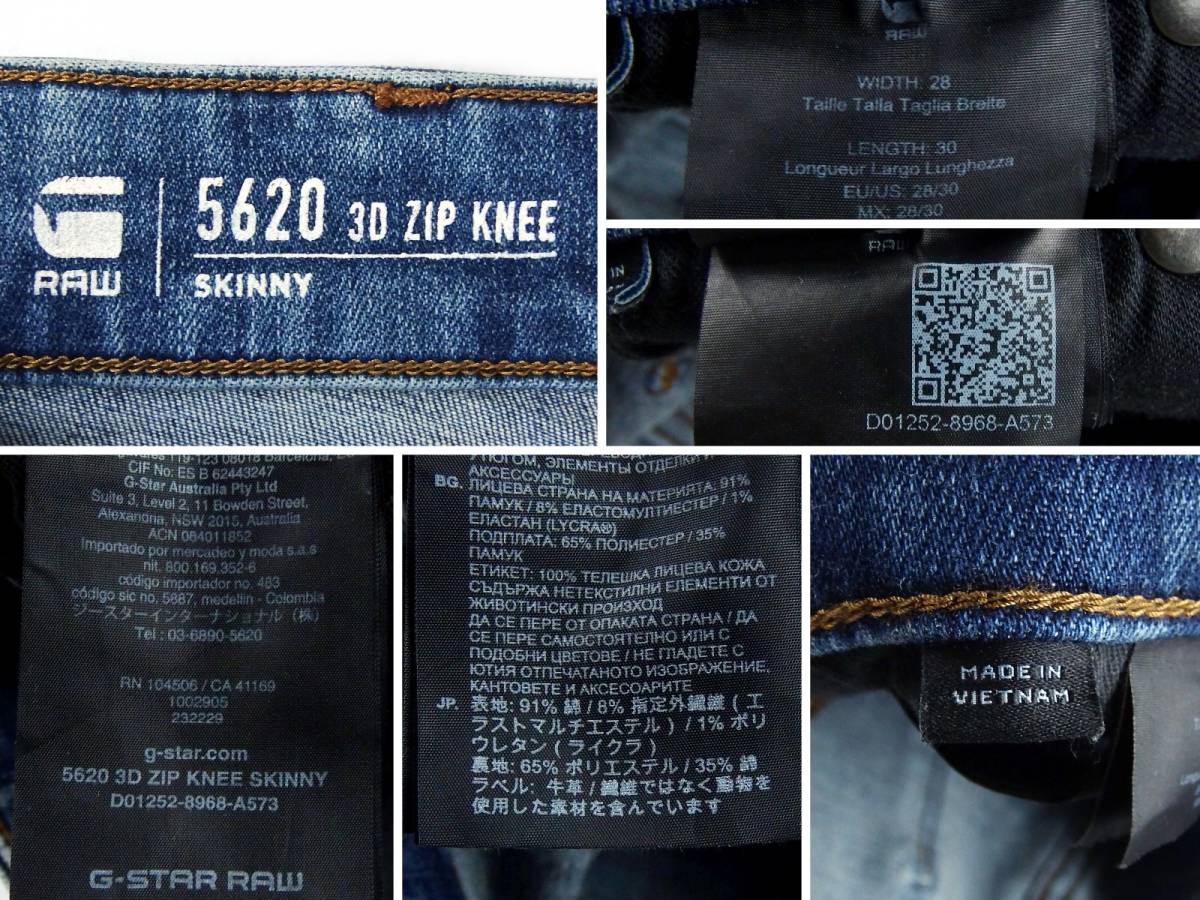 RAW
5620 3D ZIP KNEE
SKINNY
RAW
WIDTH: 28
Taille Talla Taglia Breite
LENGTH: 30
Longueur Largo Lunghezza
EU/US: 28/30
MX: 28/30
RAW
IN
D01252-8968-A573
119-123 08018 Barcelona,
CIF No: ES B 62443247
G-Star Australia Pty Ltd
Suite 3, Level 2, 11 Bowden Street,
Alexandria, NSW 2015, Australia
ACN 064011852
Importado por mercadeo y moda s.a.s
nit. 800.169.352-6
código importador no. 483
código sic no. 5887, medellin - Colombia
ジースターインターナショナル (株)
Tel : 03-6890-5620
RN 104506 / CA 41169
1002905
232229
g-star.com
5620 3D ZIP KNEE SKINNY
D01252-8968-A573
G-STAR RAW
ЭЛЕМЕНТЫ ОТДЕЛКИ И
АКСЕССУАРЫ
BG. ЛИЦЕВА СТРАНА НА МАТЕРИЯТА: 91%
ПАМУК / 8% ЕЛАСТОМУЛТИЕСТЕР / 1%
ЕЛАСТАН (LYCRA®)
ПОДПЛАТА: 65% ПОЛИЕСТЕР / 35%
ПАМУК
ЕТИКЕТ: 100% ТЕЛЕШКА ЛИЦЕВА КОЖА
СЪДЪРЖА НЕТЕКСТИЛНИ ЕЛЕМЕНТИ ОТ
ЖИВОТИНСКИ ПРОИЗХОД
ДА СЕ ПЕРЕ ОТ ОПАКАТА СТРАНА / ДА
СЕ ПЕРЕ САМОСТОЯТЕЛНО ИЛИ С
ПОДОБНИ ЦВЕТОВЕ / НЕ ГЛАДЕТЕ С
ЮТИЯ ОТПЕЧАТАНОТО ИЗОБРАЖЕНИЕ,
КАНТОВЕТЕ И АКСЕСОАРИТЕ
JP. 表地: 91% 綿 / 8% 指定外繊維 ( エ
ラストマルチエステル ) / 1% ポリ
ウレタン ( ライクラ )
裏地: 65% ポリエステル / 35% 綿
ラベル: 牛革 / 繊維ではなく動物を
使用した素材を含んでいます
MADE IN
VIETNAM